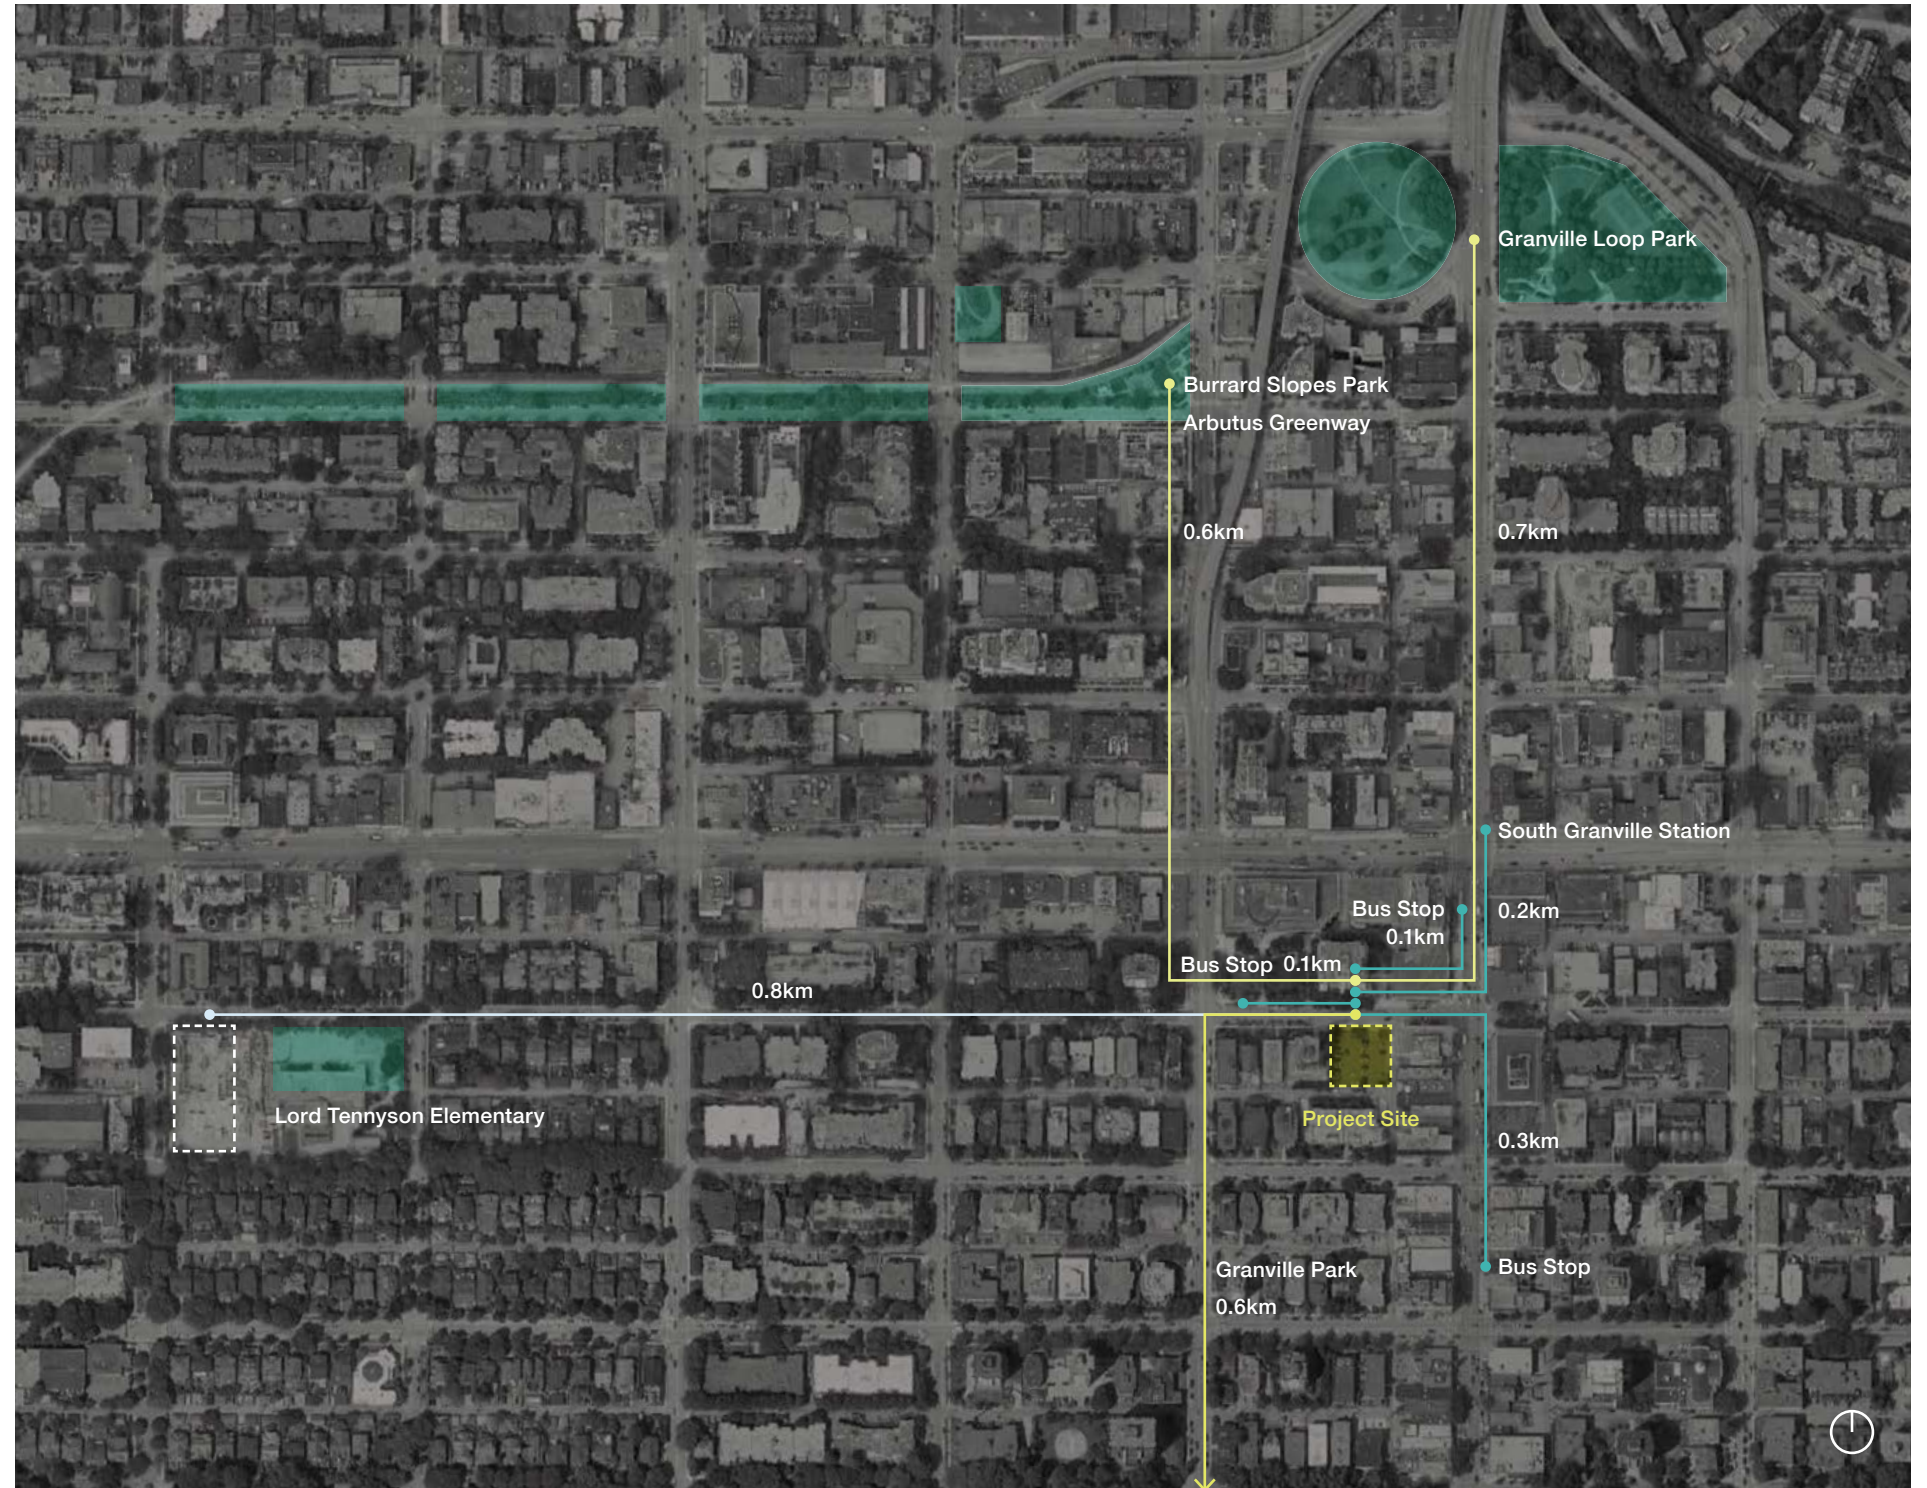 Granville Loop Park
Burrard Slopes Park
Arbutus Greenway
0.6km
0.7km
South Granville Station
Bus Stop
0.1km
0.2km
Bus Stop 0.1km
0.8km
Lord Tennyson Elementary
Project Site
0.3km
Granville Park
0.6km
Bus Stop